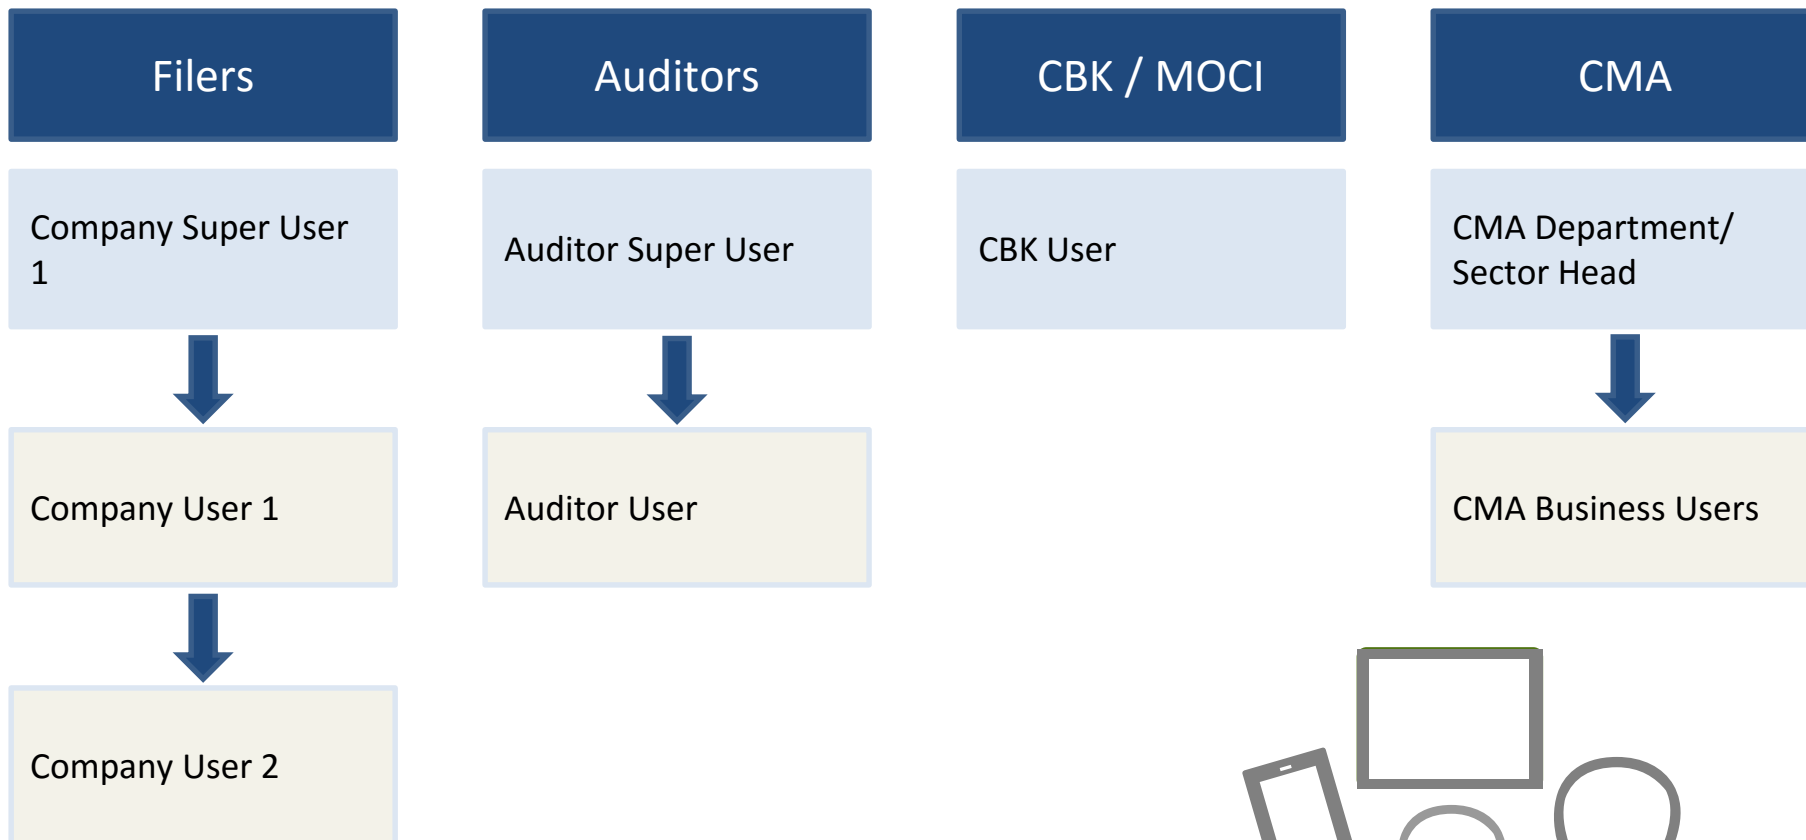 Filers
Auditors
CBK / MOCI
CMA
Company Super User
1
Auditor Super User
CBK User
CMA Department/
Sector Head
Company User 1
Auditor User
CMA Business Users
Company User 2